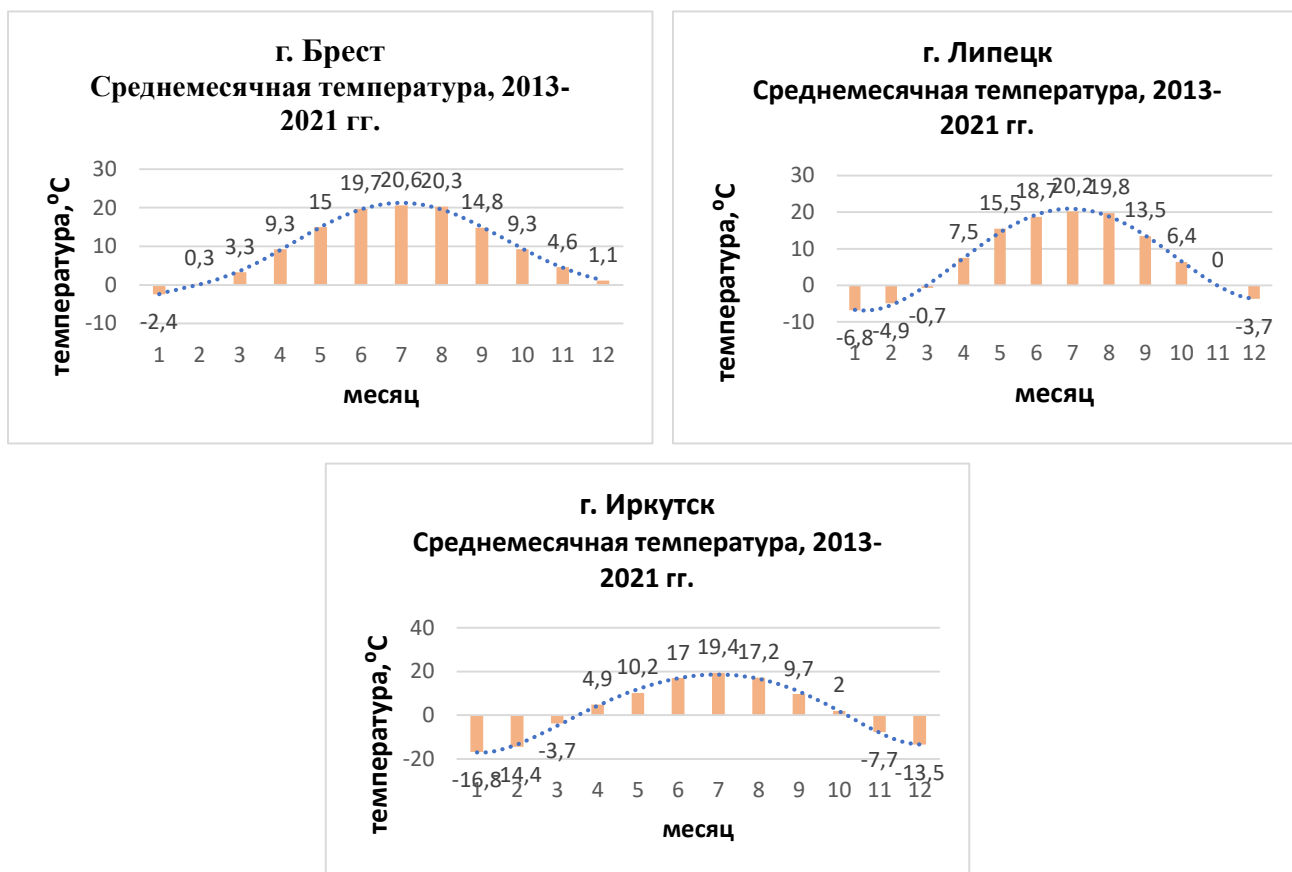 г. Брест
Среднемесячная температура, 2013-
2021 гг.
температура,⁰С
30
20
10
0
-10
-2,4
0,3
3,3
9,3
15
19,7
20,6
20,3
14,8
9,3
4,6
1,1
1 2 3 4 5 6 7 8 9 10 11 12
месяц
г. Липецк
Среднемесячная температура, 2013-
2021 гг.
температура,⁰С
30
20
10
0
-10
-6,8
-4,9
-0,7
7,5
15,5
18,7
20,2
19,8
13,5
6,4
0
-3,7
1 2 3 4 5 6 7 8 9 10 11 12
месяц
г. Иркутск
Среднемесячная температура, 2013-
2021 гг.
температура,⁰С
40
20
0
-20
-16,8
-14,4
-3,7
4,9
10,2
17
19,4
17,2
9,7
2
-7,7
-13,5
1 2 3 4 5 6 7 8 9 10 11 12
месяц